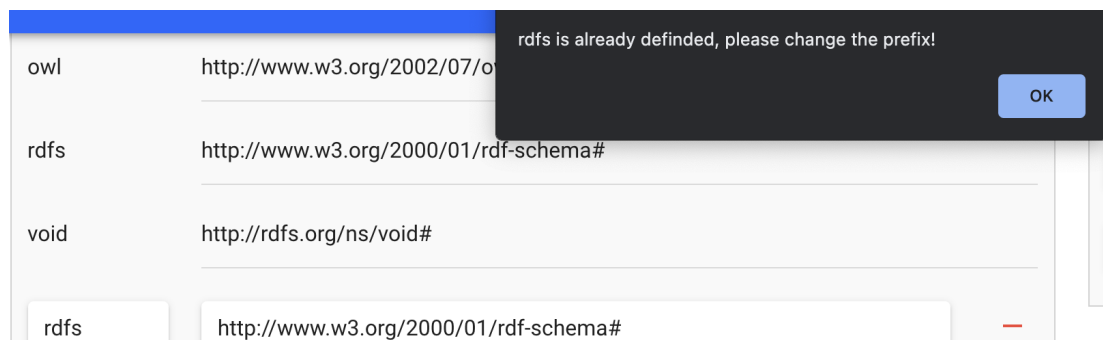 rdfs is already definded, please change the prefix!
OK
owl http://www.w3.org/2002/07/
rdfs http://www.w3.org/2000/01/rdf-schema#
void http://rdfs.org/ns/void#
rdfs http://www.w3.org/2000/01/rdf-schema#